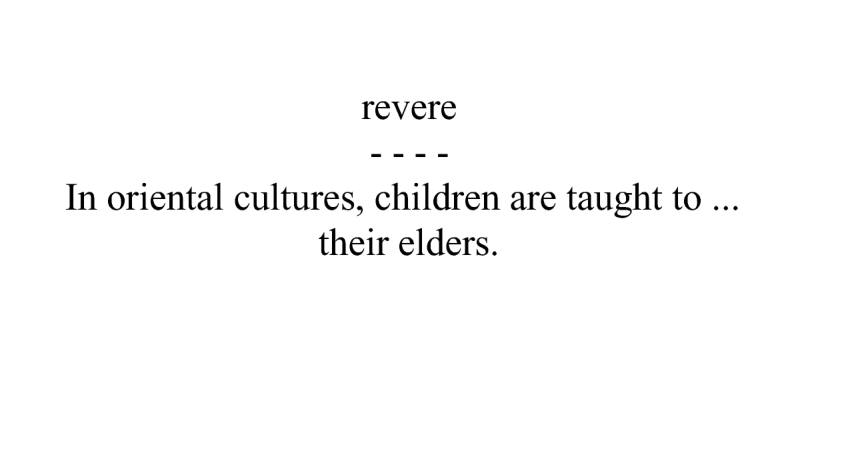 revere
- - - -
In oriental cultures, children are taught to ...
their elders.